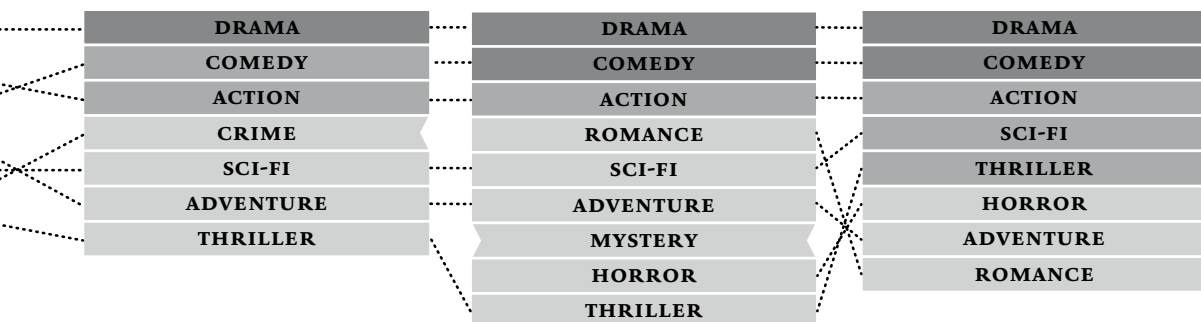 DRAMA
COMEDY
ACTION
CRIME
SCI-FI
ADVENTURE
THRILLER
DRAMA
COMEDY
ACTION
ROMANCE
SCI-FI
ADVENTURE
MYSTERY
HORROR
THRILLER
DRAMA
COMEDY
ACTION
SCI-FI
THRILLER
HORROR
ADVENTURE
ROMANCE